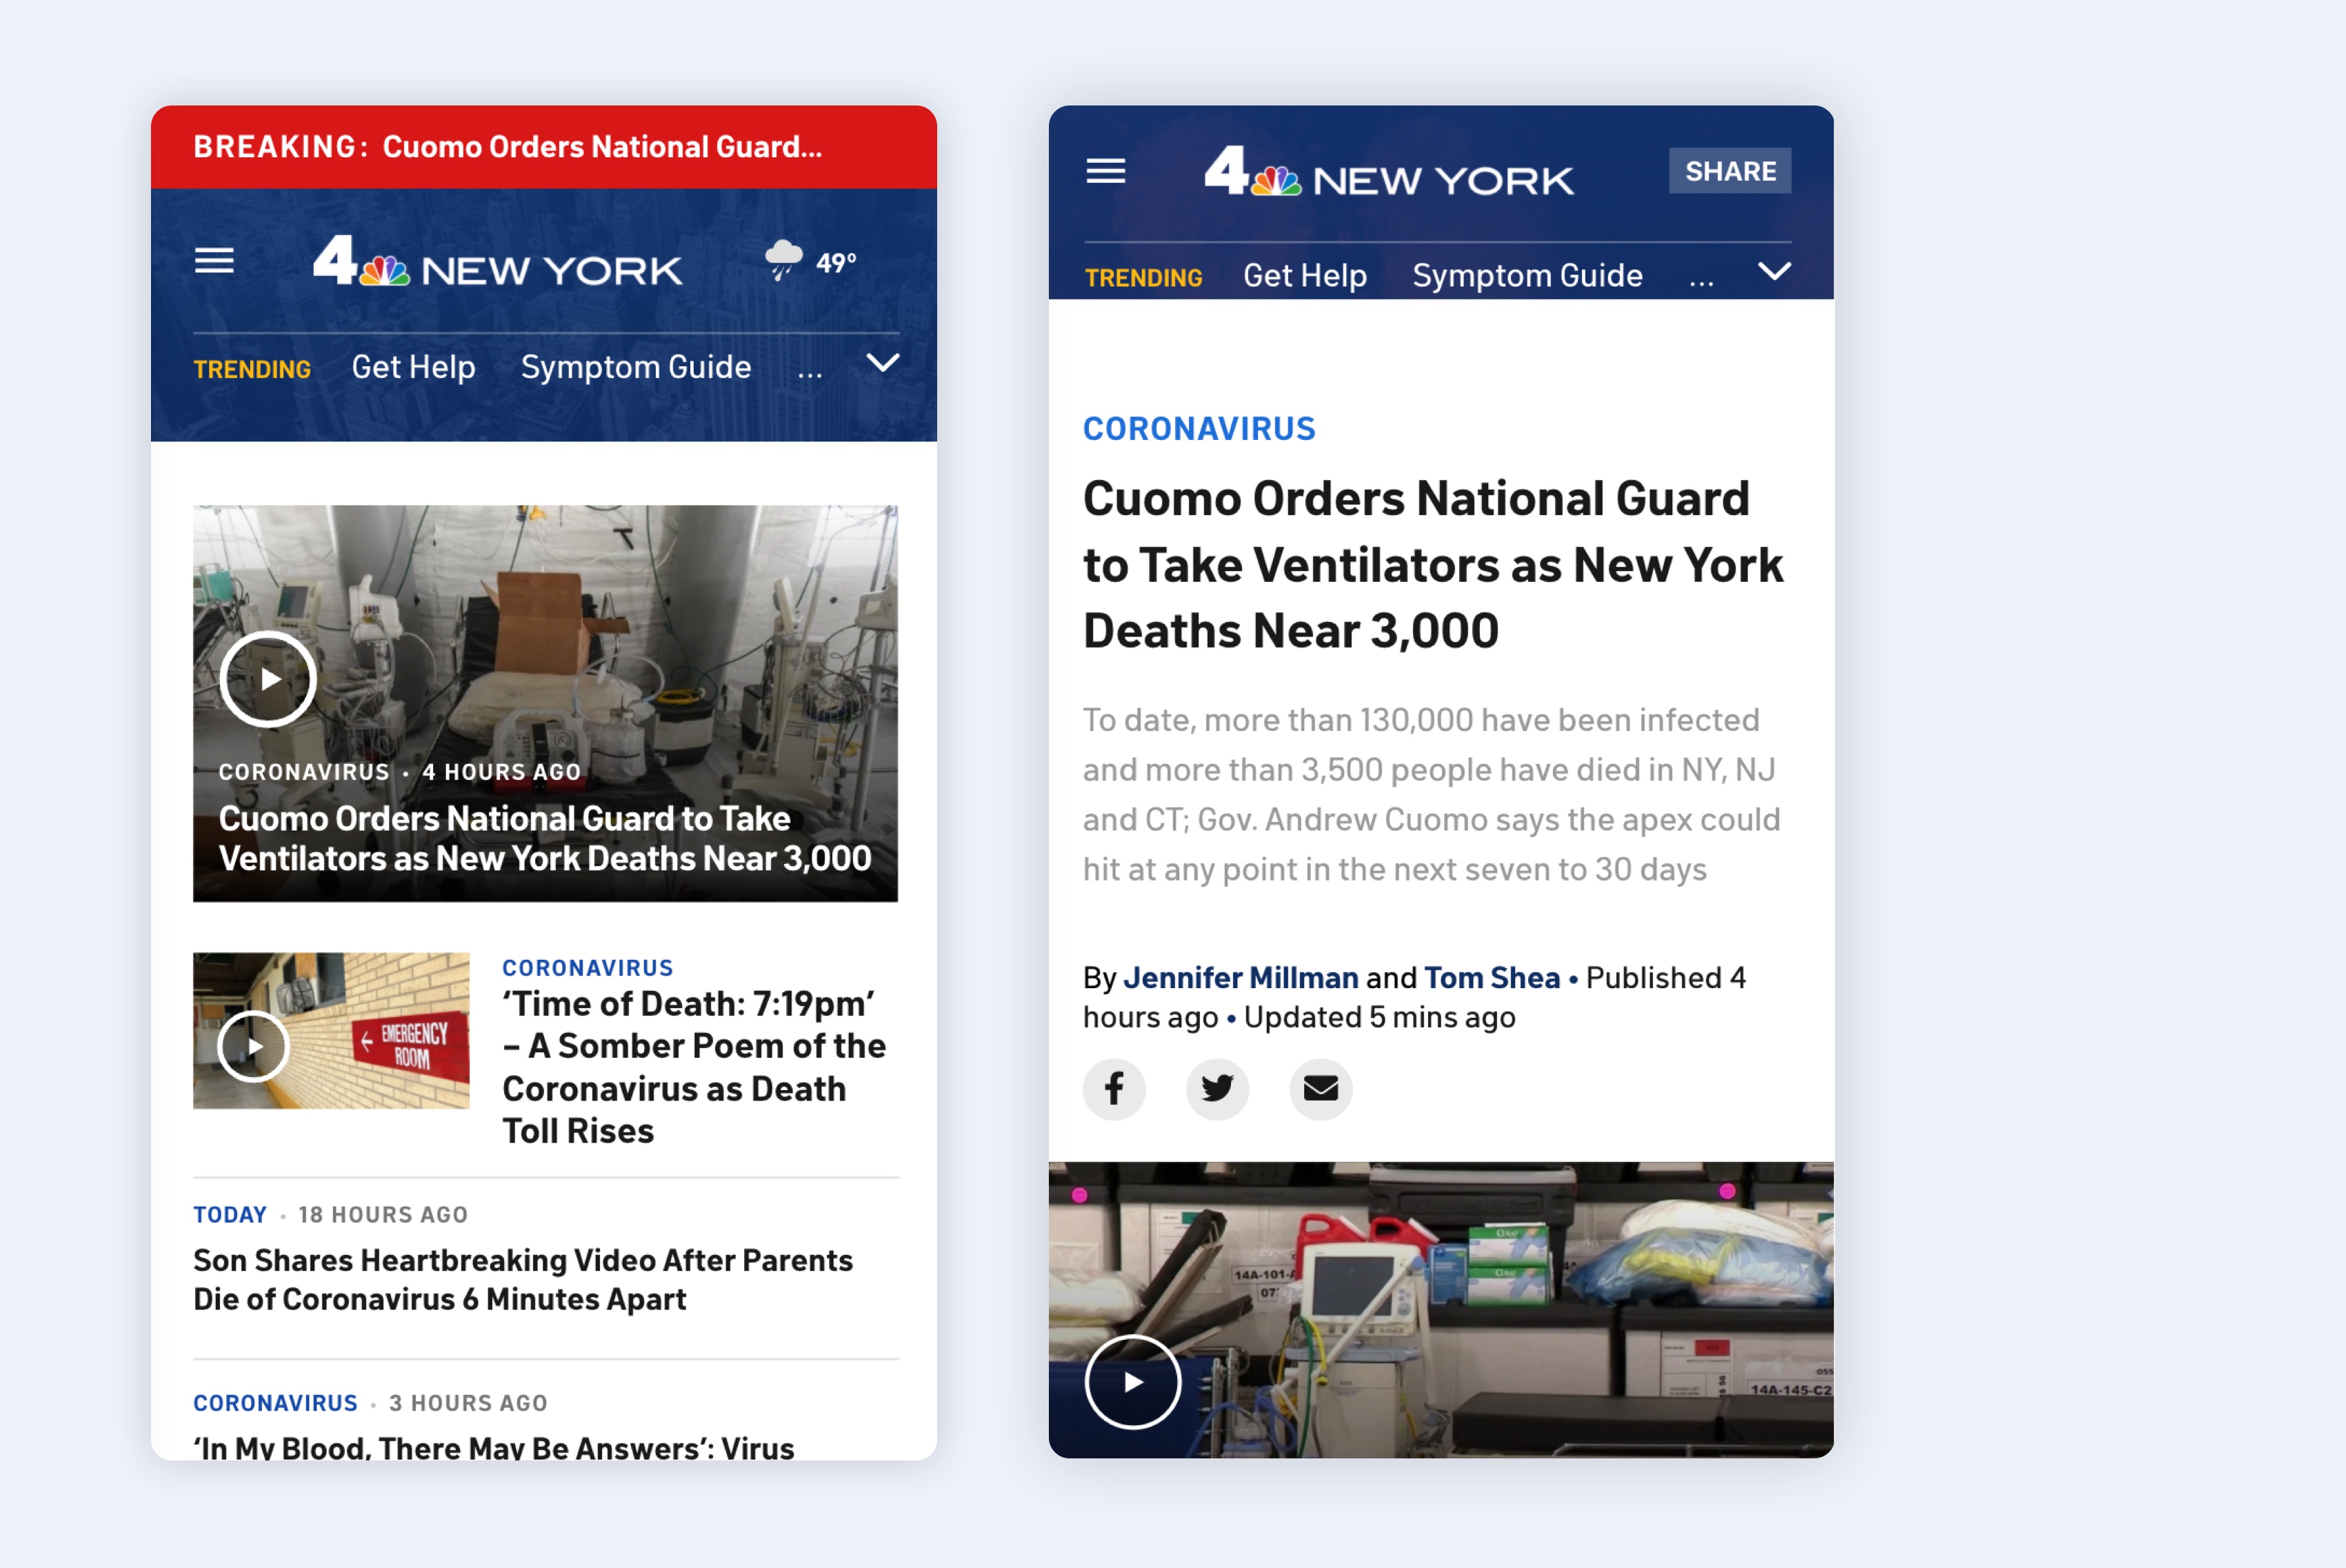 BREAKING: Cuomo Orders National Guard...
4 NEW YORK
49°
TRENDING Get Help Symptom Guide ...
CORONAVIRUS • 4 HOURS AGO
Cuomo Orders National Guard to Take
Ventilators as New York Deaths Near 3,000
EMERGENCY
ROOM
CORONAVIRUS
‘Time of Death: 7:19pm’
– A Somber Poem of the
Coronavirus as Death
Toll Rises
TODAY • 18 HOURS AGO
Son Shares Heartbreaking Video After Parents
Die of Coronavirus 6 Minutes Apart
CORONAVIRUS • 3 HOURS AGO
‘In My Blood, There May Be Answers’: Virus
4 NEW YORK
SHARE
TRENDING Get Help Symptom Guide ...
CORONAVIRUS
Cuomo Orders National Guard
to Take Ventilators as New York
Deaths Near 3,000
To date, more than 130,000 have been infected
and more than 3,500 people have died in NY, NJ
and CT; Gov. Andrew Cuomo says the apex could
hit at any point in the next seven to 30 days
By Jennifer Millman and Tom Shea • Published 4
hours ago • Updated 5 mins ago
14A-101-
07
055
14A-145-C2